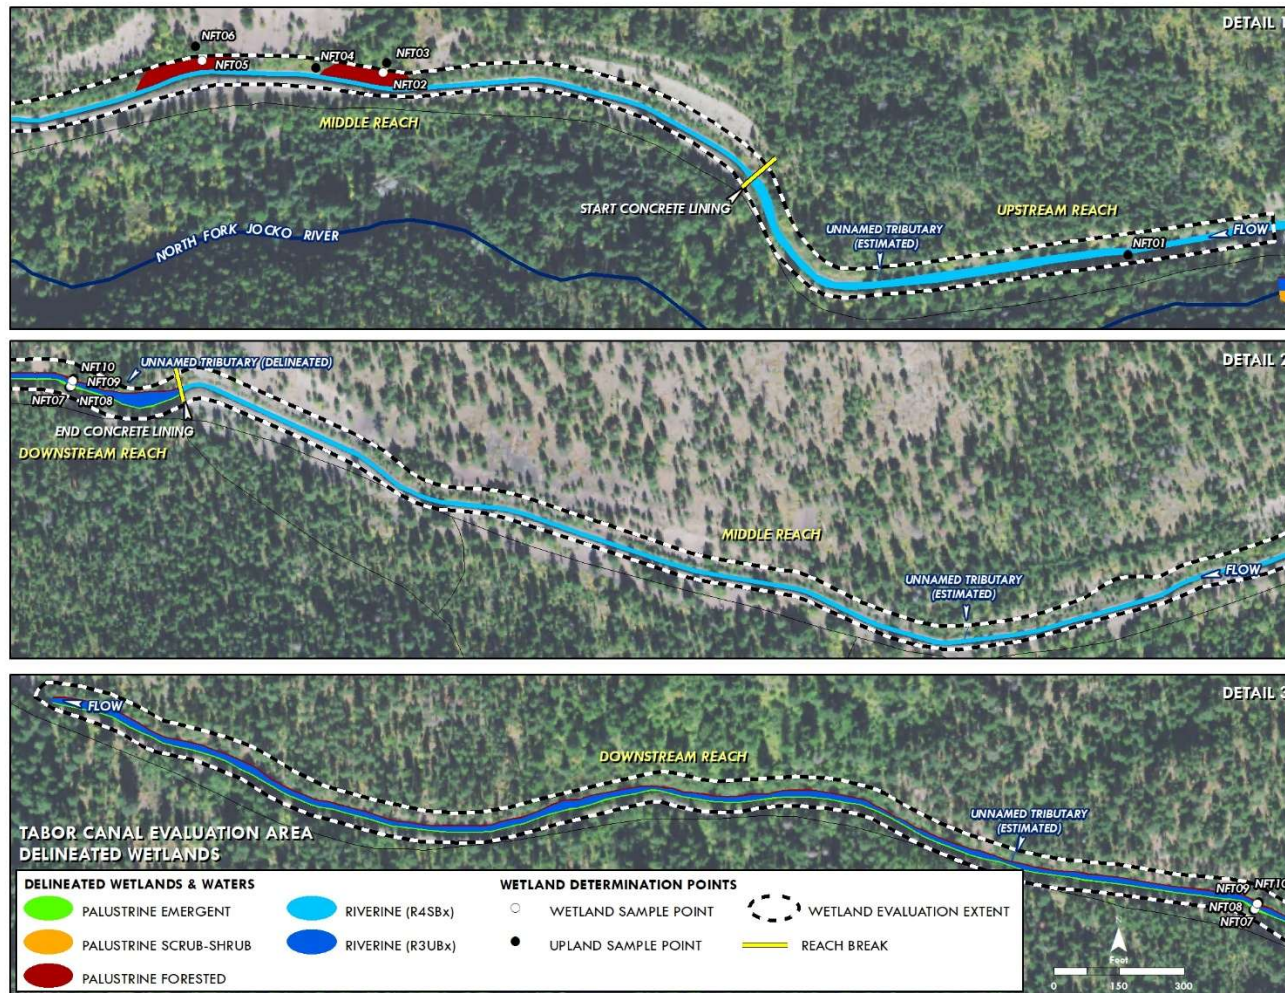 DETAIL 1
NFT06
NFT05
NFT04
NFT03
NFT02
MIDDLE REACH
START CONCRETE LINING
NORTH FORK JOCKO RIVER
UPSTREAM REACH
UNNAMED TRIBUTARY
(ESTIMATED)
FLOW
NFT01
DETAIL 2
NFT10
UNNAMED TRIBUTARY (DELINEATED)
NFT09
NFT07
NFT08
END CONCRETE LINING
DOWNSTREAM REACH
MIDDLE REACH
UNNAMED TRIBUTARY
(ESTIMATED)
FLOW
DETAIL 3
FLOW
DOWNSTREAM REACH
UNNAMED TRIBUTARY
(ESTIMATED)
NFT09
NFT10
NFT08
NFT07
TABOR CANAL EVALUATION AREA
DELINEATED WETLANDS
DELINEATED WETLANDS & WATERS
PALUSTRINE EMERGENT
PALUSTRINE SCRUB-SHRUB
PALUSTRINE FORESTED
RIVERINE (R4SBx)
RIVERINE (R3UBx)
WETLAND DETERMINATION POINTS
WETLAND SAMPLE POINT
UPLAND SAMPLE POINT
WETLAND EVALUATION EXTENT
REACH BREAK
Feet
0 150 300